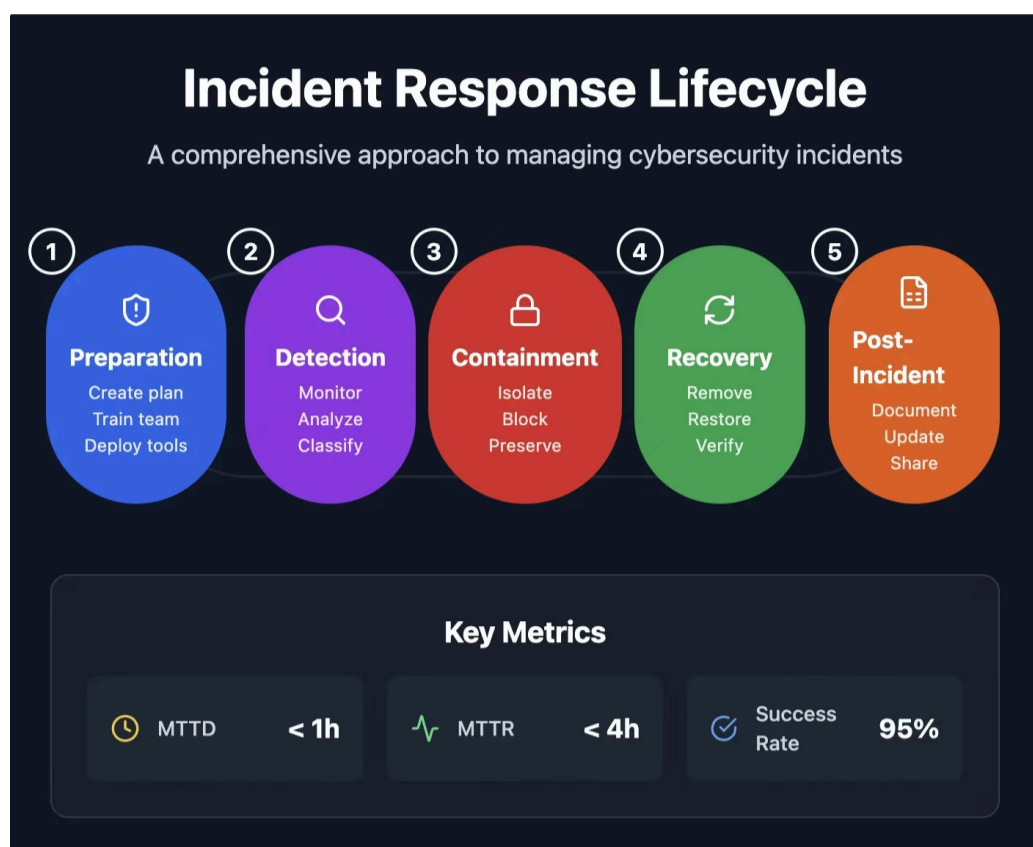 Incident Response Lifecycle
A comprehensive approach to managing cybersecurity incidents
1
Preparation
Create plan
Train team
Deploy tools
2
Detection
Monitor
Analyze
Classify
3
Containment
Isolate
Block
Preserve
4
Recovery
Remove
Restore
Verify
5
Post-
Incident
Document
Update
Share
Key Metrics
MTTD
< 1h
MTTR
< 4h
Success
Rate
95%